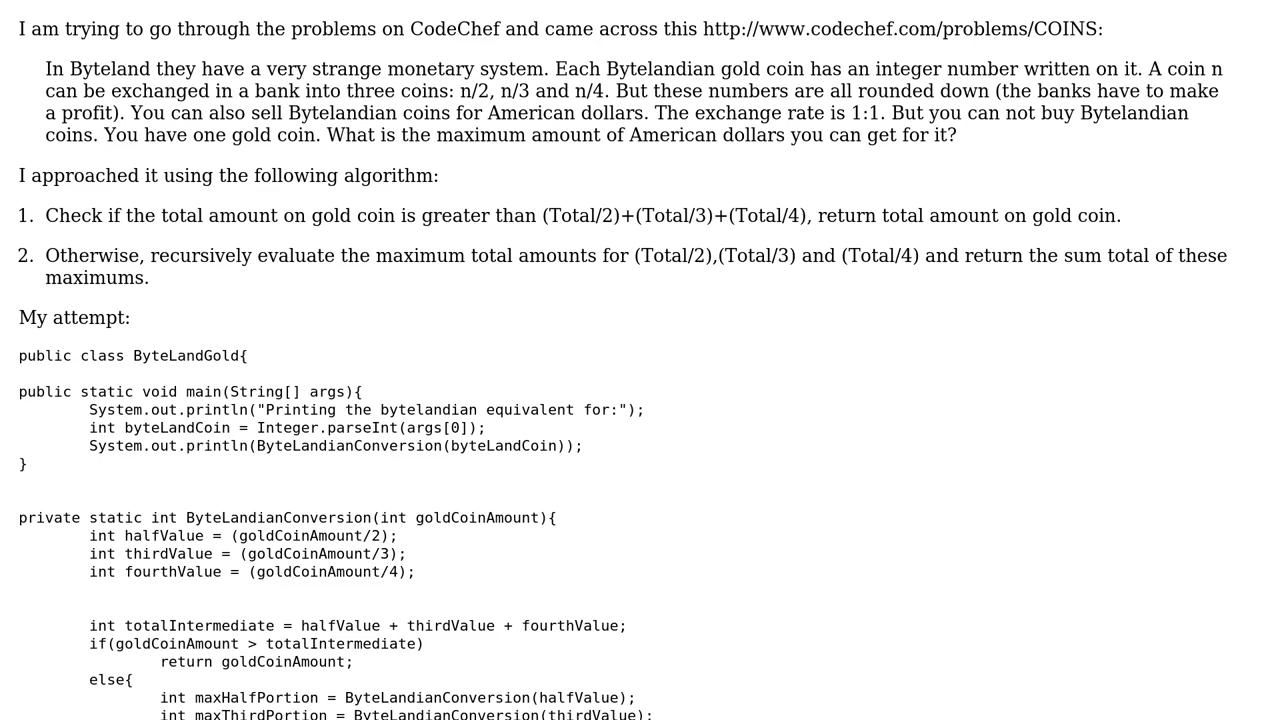 I am trying to go through the problems on CodeChef and came across this http://www.codechef.com/problems/COINS:
In Byteland they have a very strange monetary system. Each Bytelandian gold coin has an integer number written on it. A coin n
can be exchanged in a bank into three coins: n/2, n/3 and n/4. But these numbers are all rounded down (the banks have to make
a profit). You can also sell Bytelandian coins for American dollars. The exchange rate is 1:1. But you can not buy Bytelandian
coins. You have one gold coin. What is the maximum amount of American dollars you can get for it?
I approached it using the following algorithm:
1. Check if the total amount on gold coin is greater than (Total/2)+(Total/3)+(Total/4), return total amount on gold coin.
2. Otherwise, recursively evaluate the maximum total amounts for (Total/2),(Total/3) and (Total/4) and return the sum total of these
maximums.
My attempt:
public class ByteLandGold{
public static void main(String[] args){
System.out.println("Printing the bytelandian equivalent for:");
int byteLandCoin = Integer.parseInt(args[0]);
System.out.println(ByteLandianConversion(byteLandCoin));
}
private static int ByteLandianConversion(int goldCoinAmount){
int halfValue = (goldCoinAmount/2);
int thirdValue = (goldCoinAmount/3);
int fourthValue = (goldCoinAmount/4);
int totalIntermediate = halfValue + thirdValue + fourthValue;
if(goldCoinAmount > totalIntermediate)
return goldCoinAmount;
else{
int maxHalfPortion = ByteLandianConversion(halfValue);
int maxThirdPortion = ByteLandianConversion(thirdValue);